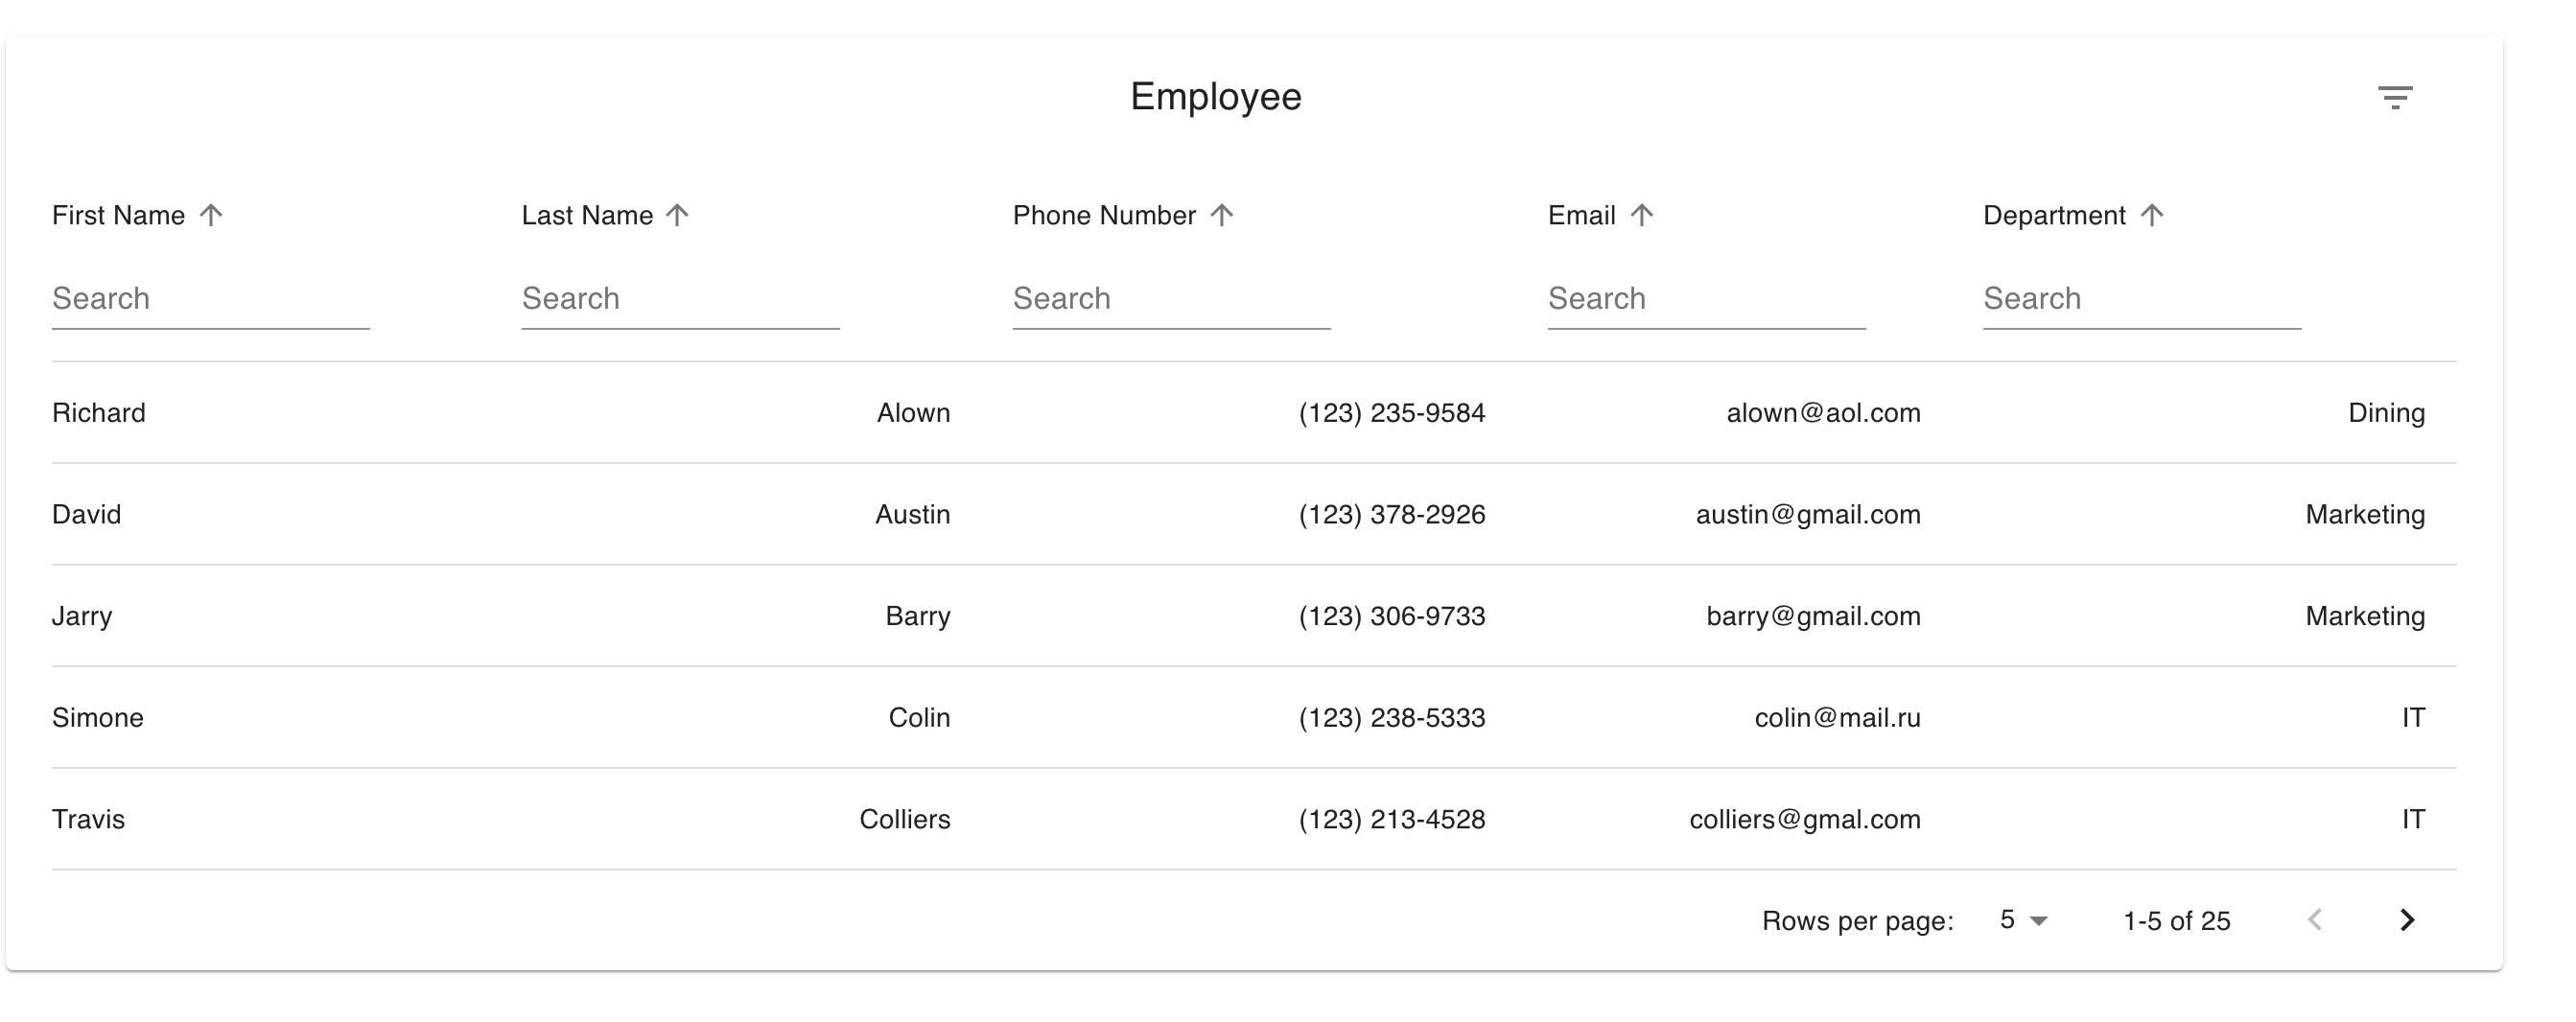 Employee
First Name Last Name Phone Number Email Department
Search Search Search Search Search
Richard Alown (123) 235-9584 alown@aol.com Dining
David Austin (123) 378-2926 austin@gmail.com Marketing
Jarry Barry (123) 306-9733 barry@gmail.com Marketing
Simone Colin (123) 238-5333 colin@mail.ru IT
Travis Colliers (123) 213-4528 colliers@gmal.com IT
Rows per page: 5 1-5 of 25